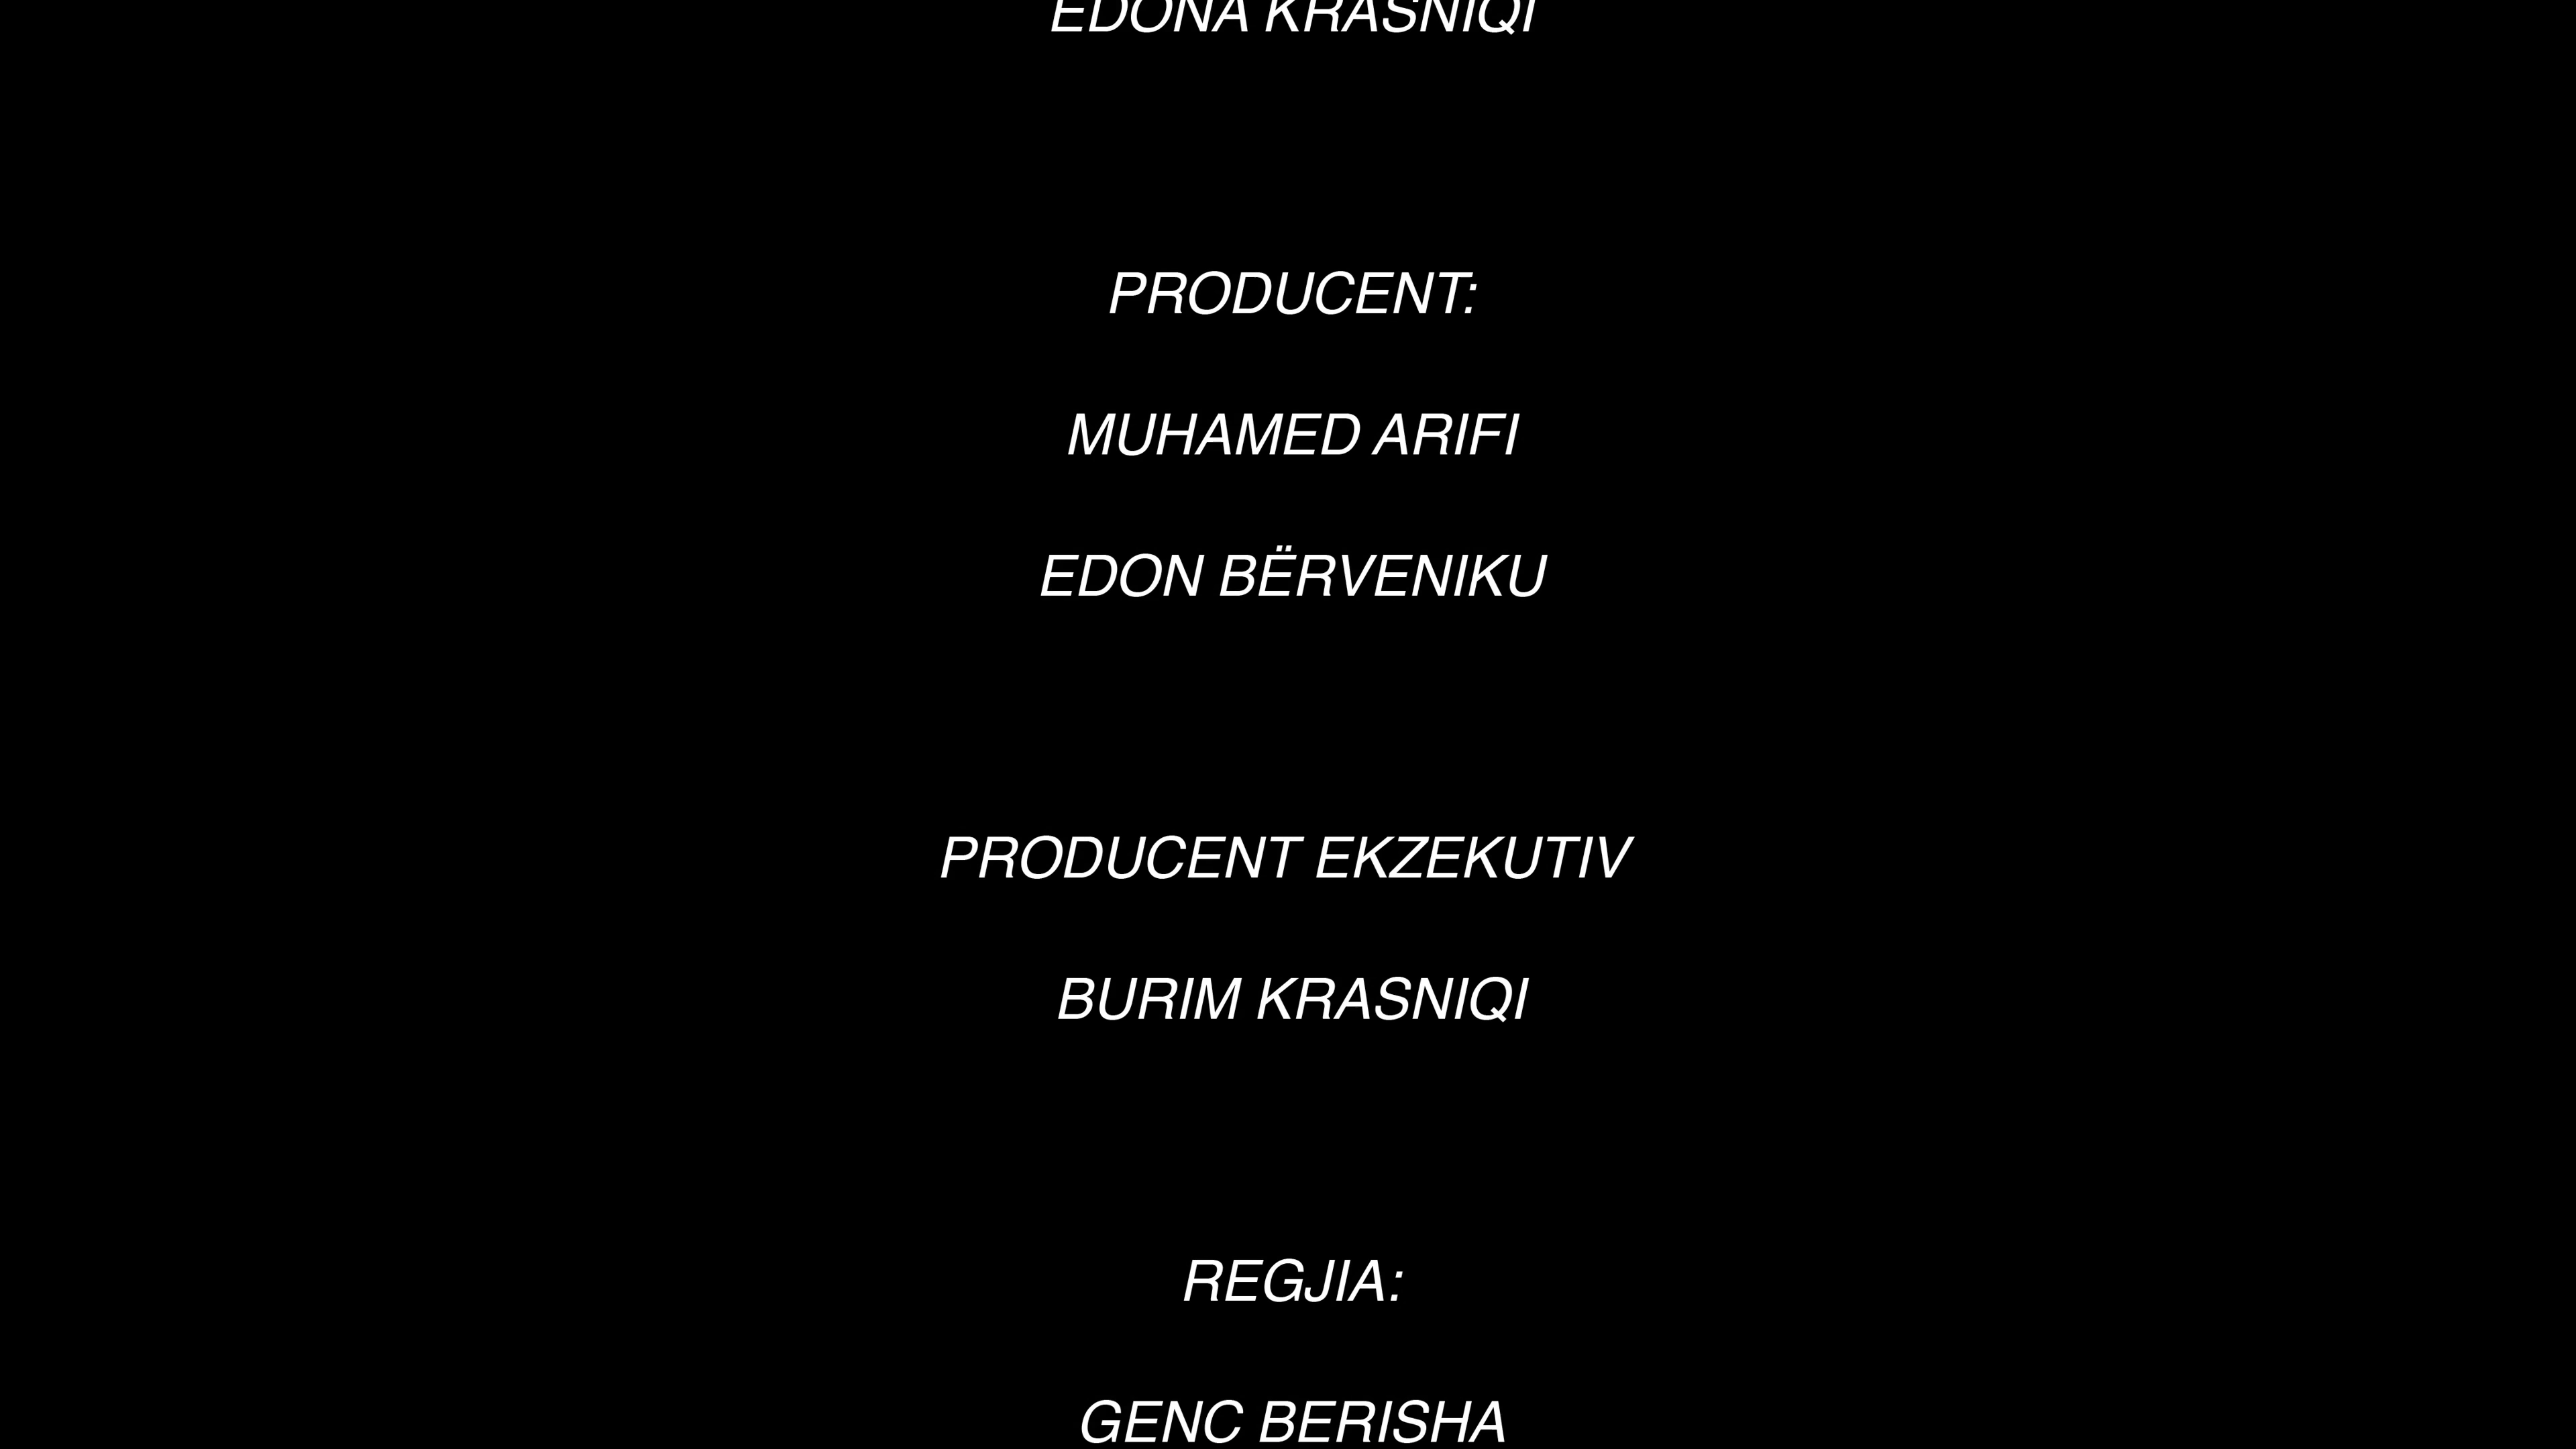 EDONA KRASNIQI
PRODUCENT:
MUHAMED ARIFI
EDON BËRVENIKU
PRODUCENT EKZEKUTIV
BURIM KRASNIQI
REGJIA:
GENC BERISHA